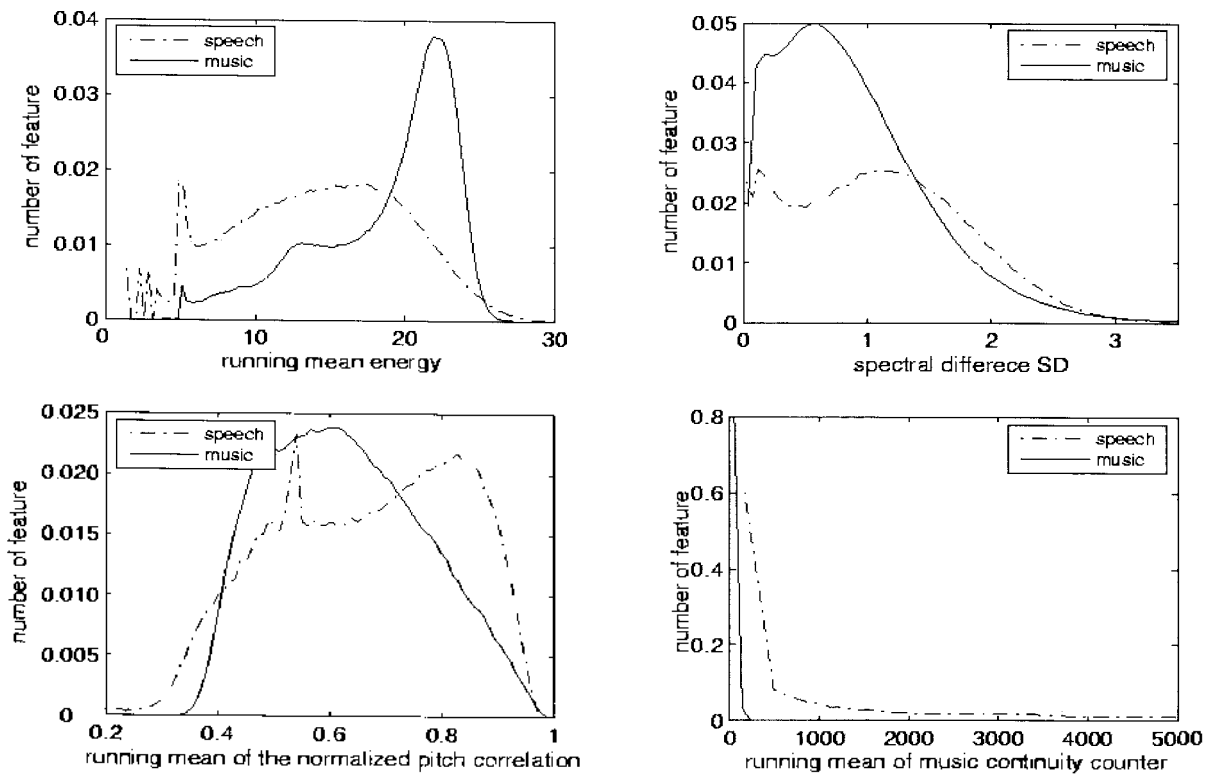 0.04
speech
music
0.03
0.02
0.01
0
number of feature
0
10
20
30
running mean energy
0.05
speech
music
0.04
0.03
0.02
0.01
0
number of feature
0
1
2
3
spectral differece SD
0.025
speech
music
0.02
0.015
0.01
0.005
0
number of feature
0.2
0.4
0.6
0.8
1
running mean of the normalized pitch correlation
0.8
speech
music
0.6
0.4
0.2
0
number of feature
0
1000
2000
3000
4000
5000
running mean of music continuity counter